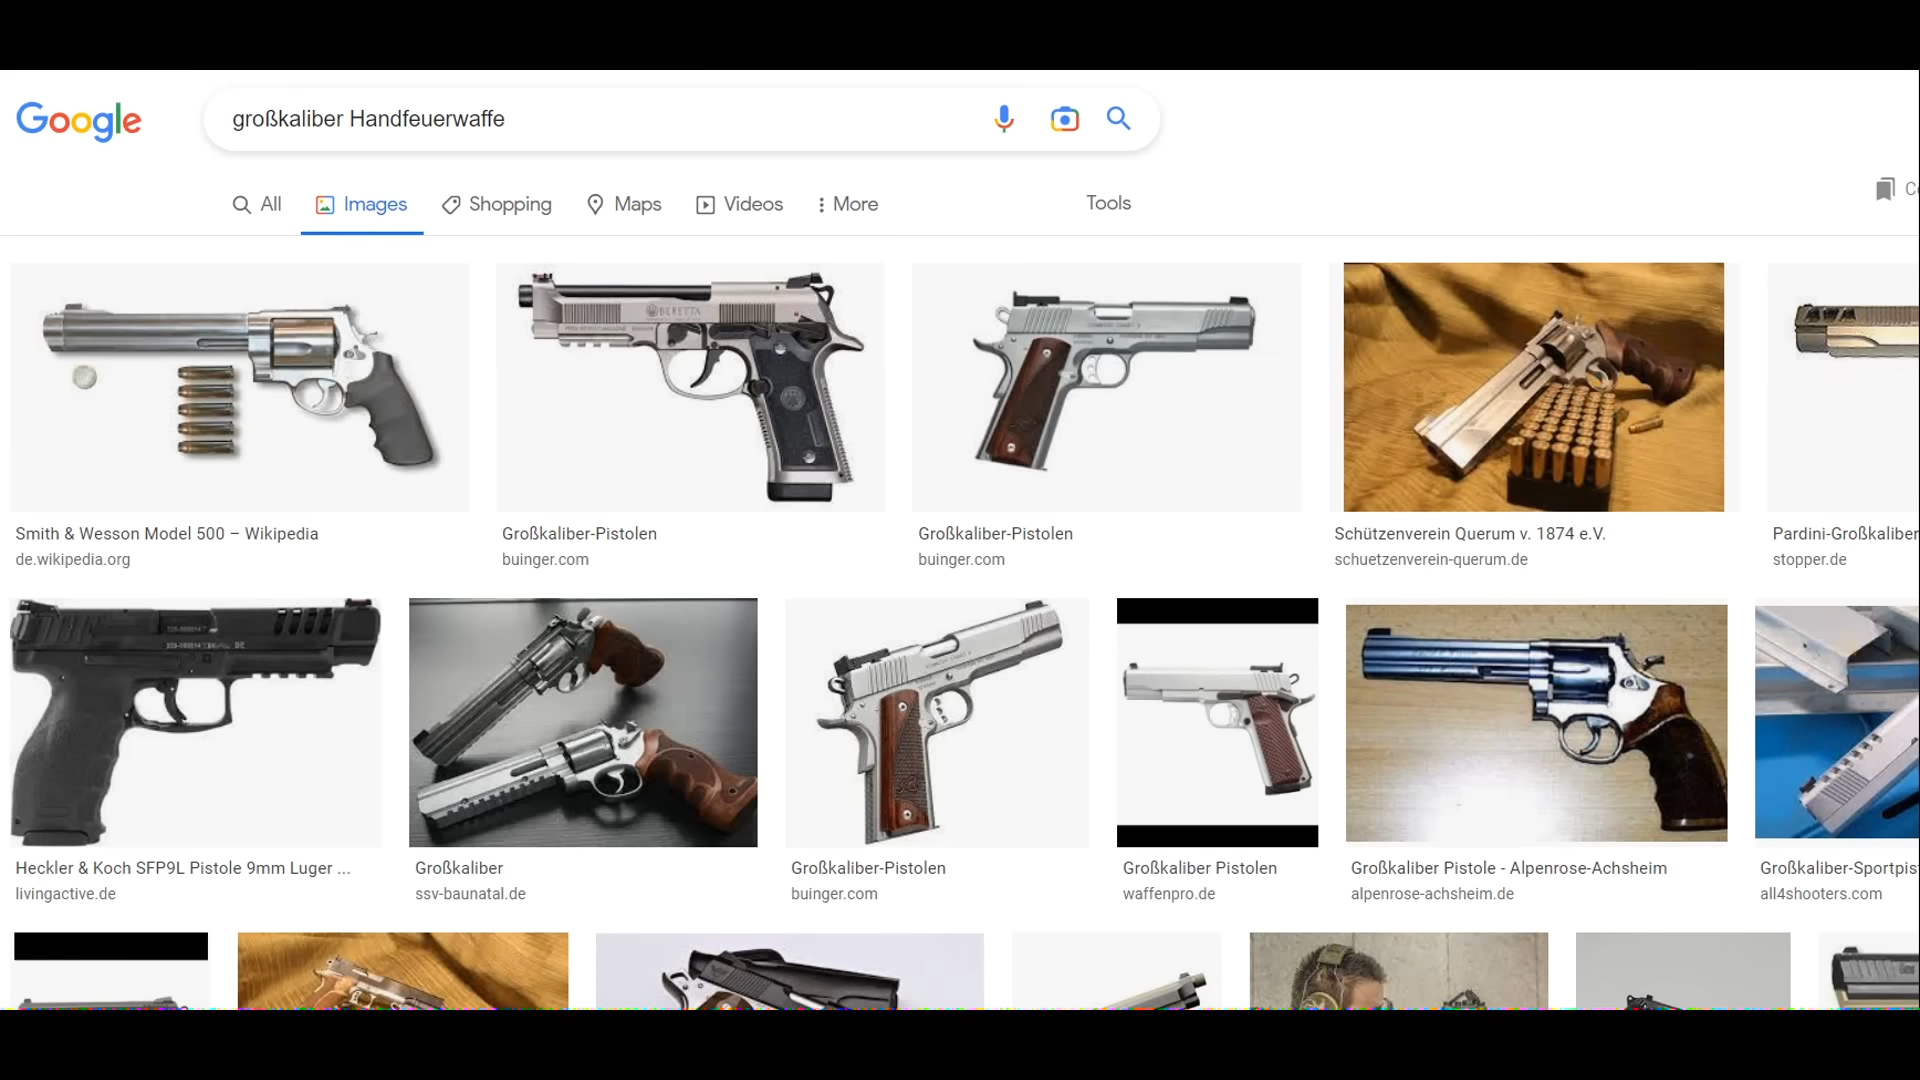 Google
großkaliber Handfeuerwaffe
All
Images
Shopping
Maps
Videos
More
Tools
Smith & Wesson Model 500 – Wikipedia
de.wikipedia.org
BERETTA
Großkaliber-Pistolen
buinger.com
Großkaliber-Pistolen
buinger.com
Schützenverein Querum v. 1874 e.V.
schuetzenverein-querum.de
Pardini-Großkaliber
stopper.de
Heckler & Koch SFP9L Pistole 9mm Luger ...
livingactive.de
Großkaliber
ssv-baunatal.de
Großkaliber-Pistolen
buinger.com
Großkaliber Pistolen
waffenpro.de
Großkaliber Pistole - Alpenrose-Achsheim
alpenrose-achsheim.de
Großkaliber-Sportpis
all4shooters.com